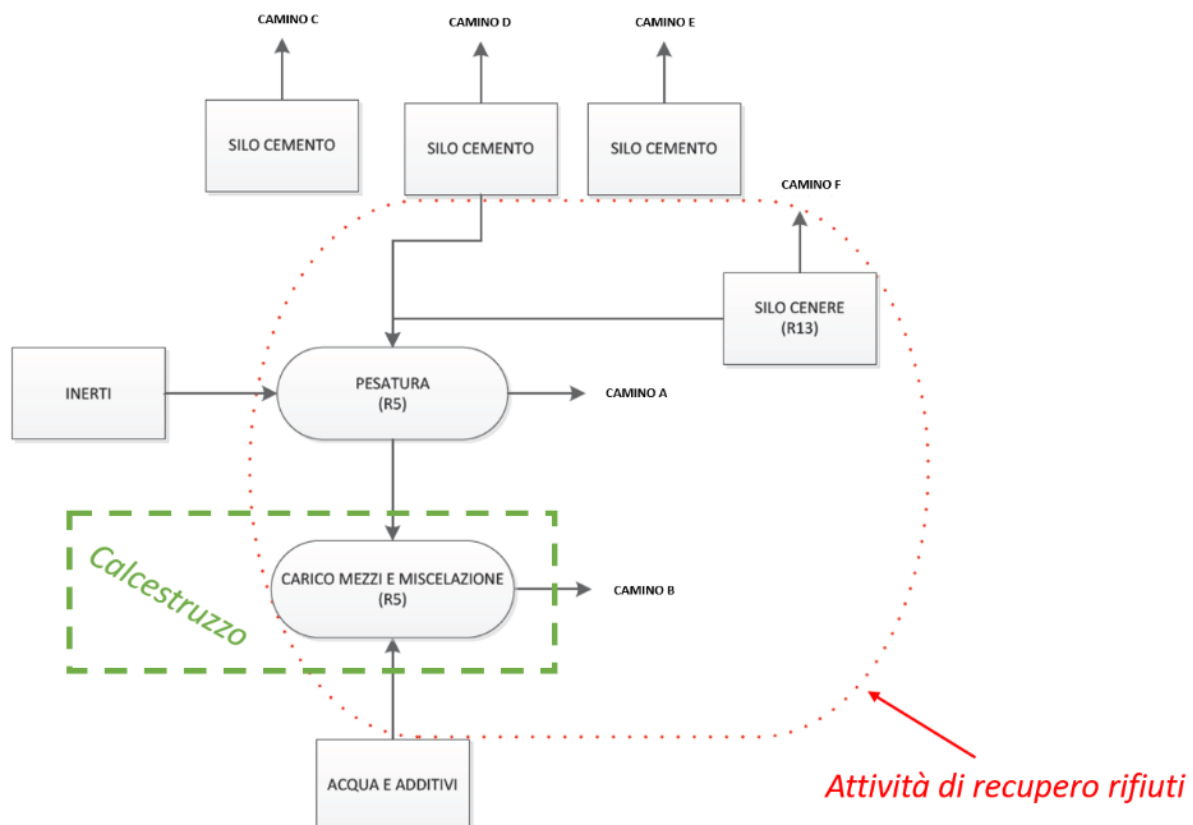 CAMINO C
CAMINO D
CAMINO E
SILO CEMENTO
SILO CEMENTO
SILO CEMENTO
CAMINO F
SILO CENERE
(R13)
INERTI
PESATURA
(R5)
CAMINO A
Calcestruzzo
CARICO MEZZI E MISCELAZIONE
(R5)
CAMINO B
ACQUA E ADDITIVI
Attività di recupero rifiuti